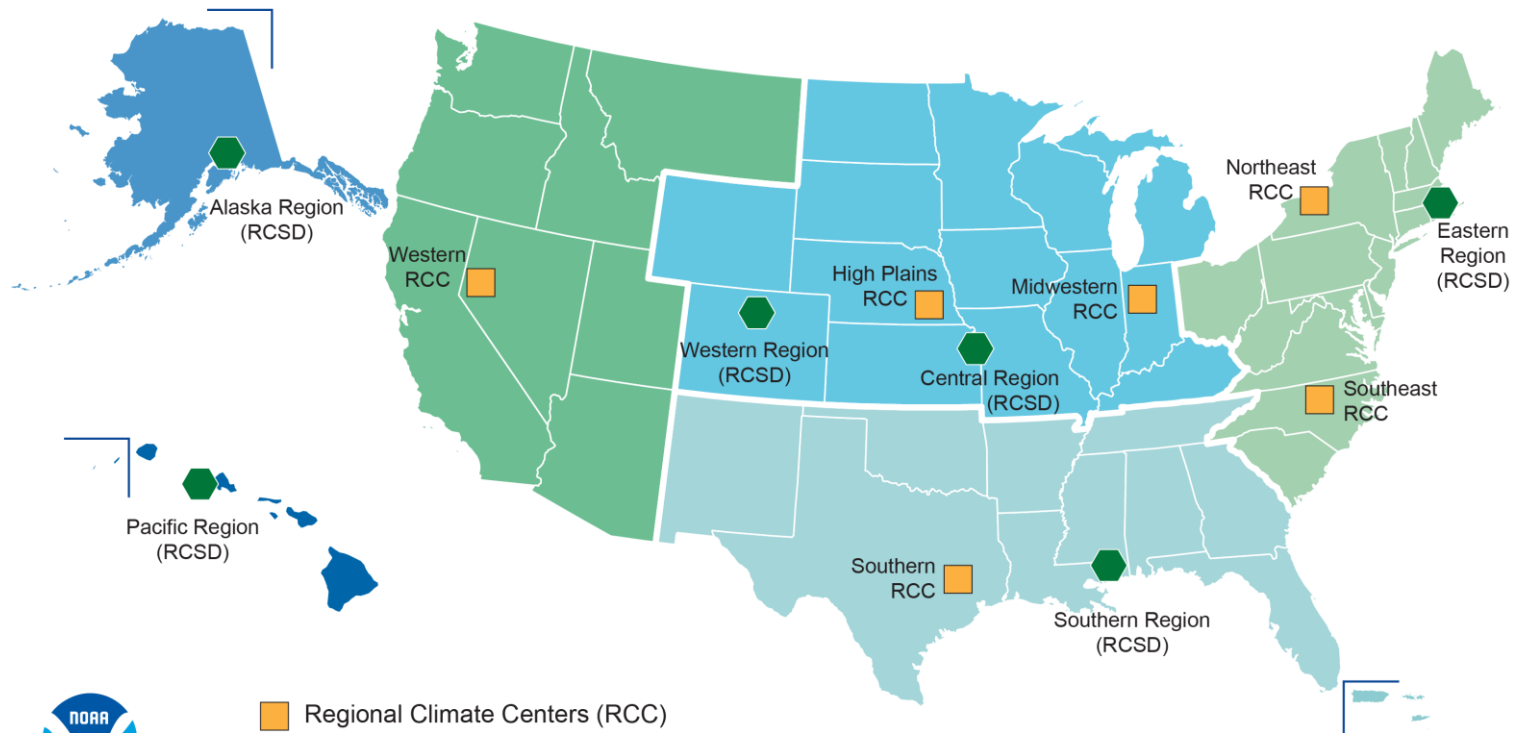 Northeast
RCC
Alaska Region
(RCSD)
Eastern
Region
(RCSD)
Western
RCC
High Plains
RCC
Midwestern
RCC
Western Region
(RCSD)
Central Region
(RCSD)
Southeast
RCC
Pacific Region
(RCSD)
Southern
RCC
Southern Region
(RCSD)
NOAA
Regional Climate Centers (RCC)